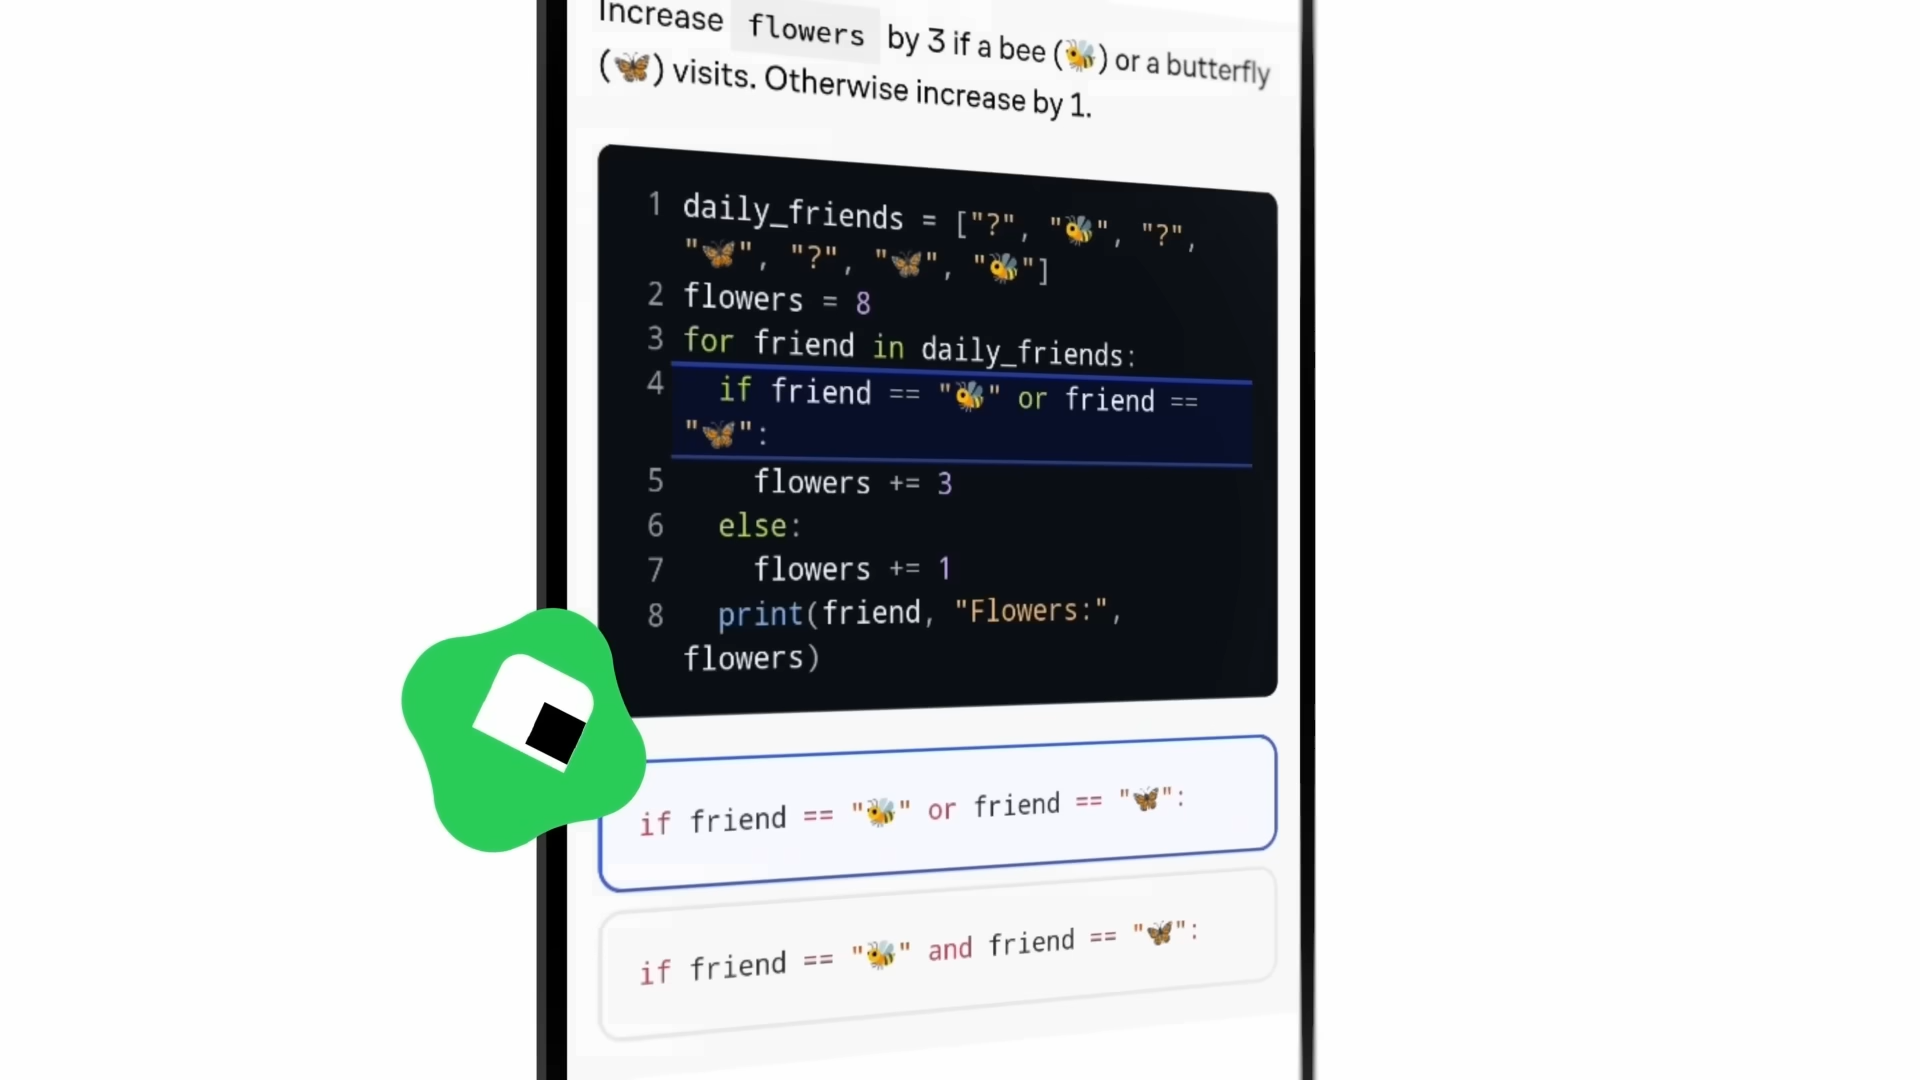 Increase flowers by 3 if a bee (🐝) or a butterfly
(🦋) visits. Otherwise increase by 1.
1 daily_friends = ["?", "🐝", "?",
"🦋", "?", "🦋", "🐝"]
2 flowers = 8
3 for friend in daily_friends:
4 if friend == "🐝" or friend ==
"🦋":
5 flowers += 3
6 else:
7 flowers += 1
8 print(friend, "Flowers:",
flowers)
if friend == "🐝" or friend == "🦋":
if friend == "🐝" and friend == "🦋":